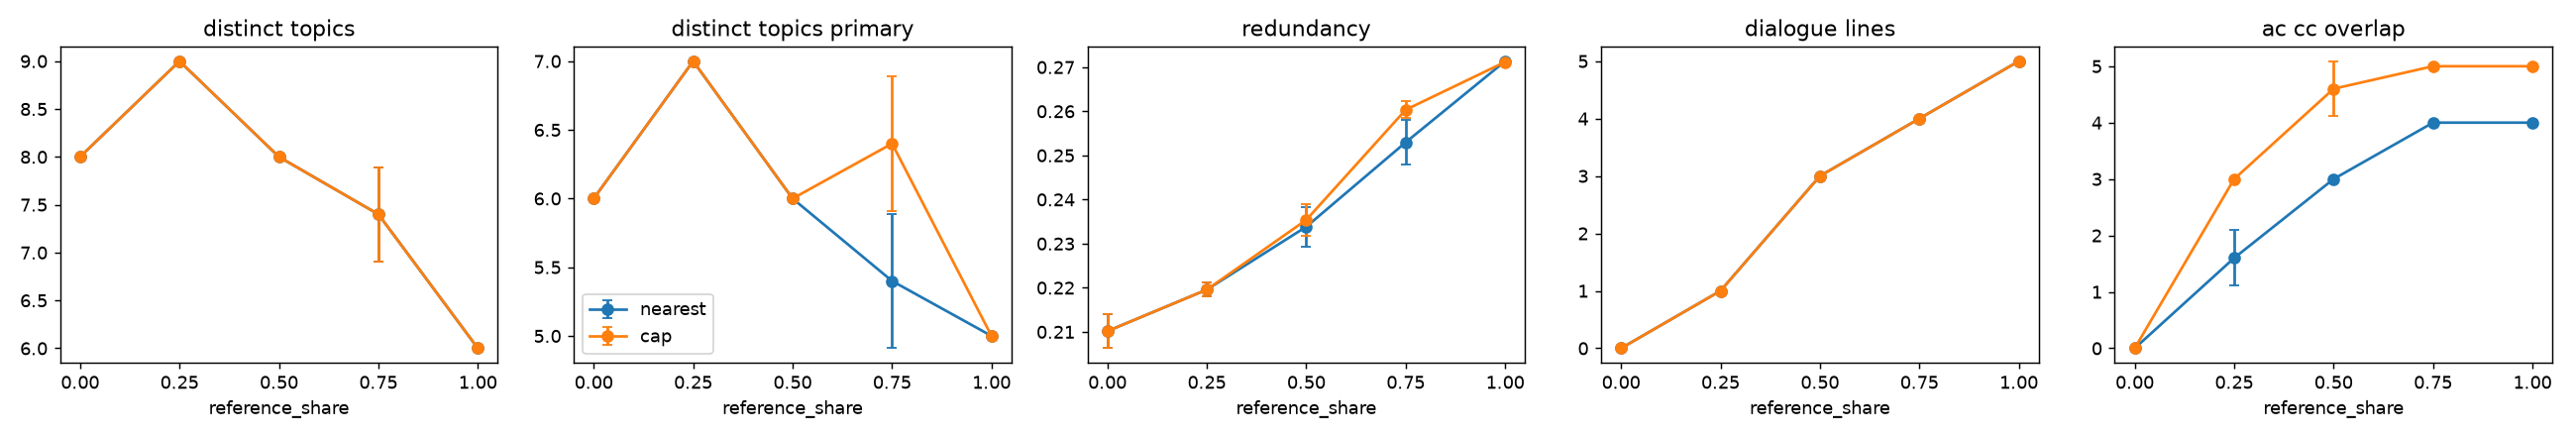 distinct topics
9.0
8.5
8.0
7.5
7.0
6.5
6.0
0.00 0.25 0.50 0.75 1.00
reference_share
distinct topics primary
7.0
6.5
6.0
5.5
5.0
nearest
cap
0.00 0.25 0.50 0.75 1.00
reference_share
redundancy
0.27
0.26
0.25
0.24
0.23
0.22
0.21
0.00 0.25 0.50 0.75 1.00
reference_share
dialogue lines
5
4
3
2
1
0
0.00 0.25 0.50 0.75 1.00
reference_share
ac cc overlap
5
4
3
2
1
0
0.00 0.25 0.50 0.75 1.00
reference_share